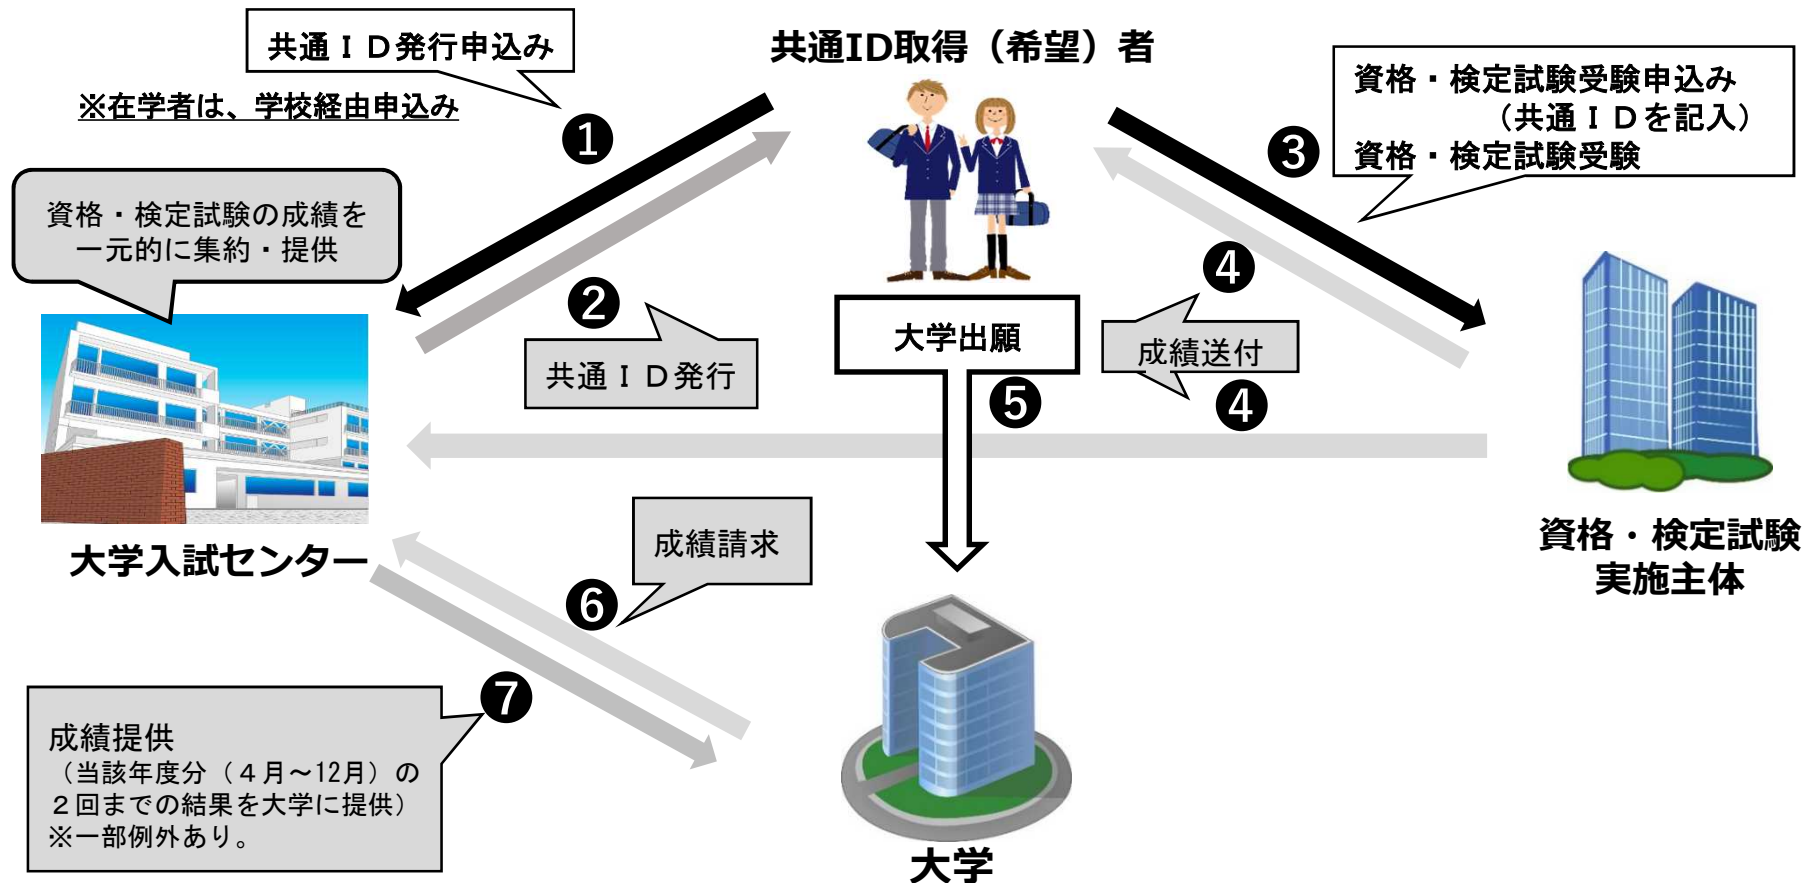 共通ＩＤ発行申込み
※在学者は、学校経由申込み
❶
共通ID取得（希望）者
資格・検定試験受験申込み
（共通ＩＤを記入）
資格・検定試験受験
❸
資格・検定試験の成績を
一元的に集約・提供
❷
共通ＩＤ発行
大学出願
❺
❹
成績送付
❹
大学入試センター
資格・検定試験
実施主体
成績請求
❻
❼
成績提供
（当該年度分（４月～12月）の
２回までの結果を大学に提供）
※一部例外あり。
大学